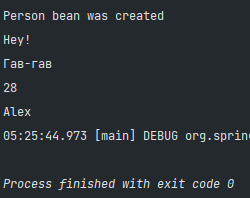 Person bean was created
Hey!
Гав-гав
28
Alex
05:25:44.973 [main] DEBUG org.sprin
Process finished with exit code 0